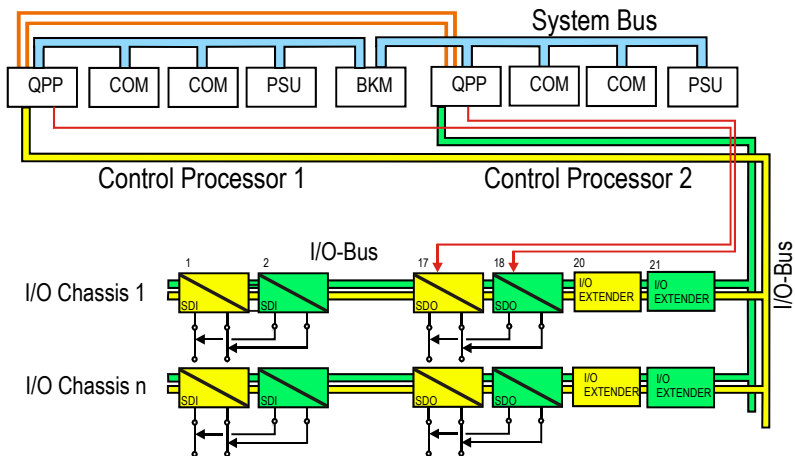 System Bus
QPP COM COM PSU BKM QPP COM COM PSU
Control Processor 1 Control Processor 2
I/O-Bus
I/O-Bus
1 2 17 18 20 21
I/O Chassis 1
SDI SDI SDO SDO I/O EXTENDER I/O EXTENDER
I/O Chassis n
SDI SDI SDO SDO I/O EXTENDER I/O EXTENDER